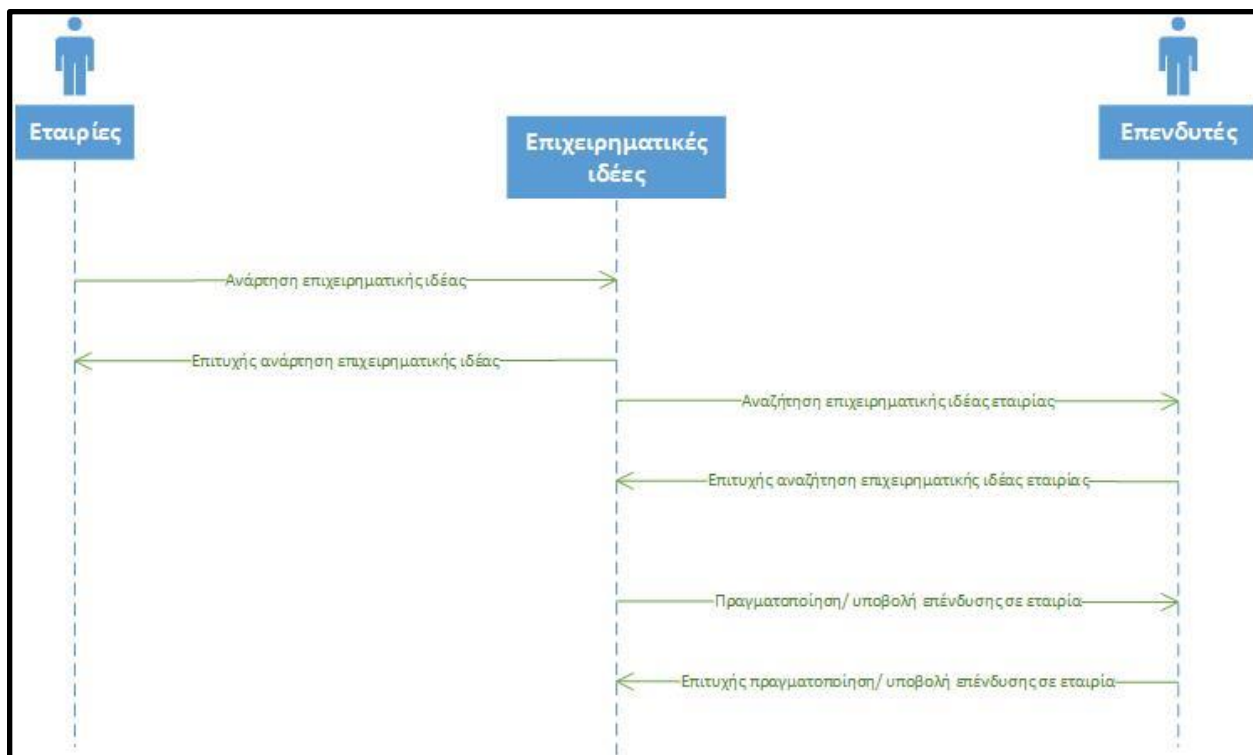 Εταιρίες
Επιχειρηματικές
ιδέες
Επενδυτές
Ανάρτηση επιχειρηματικής ιδέας
Επιτυχής ανάρτηση επιχειρηματικής ιδέας
Αναζήτηση επιχειρηματικής ιδέας εταιρίας
Επιτυχής αναζήτηση επιχειρηματικής ιδέας εταιρίας
Πραγματοποίηση/ υποβολή επένδυσης σε εταιρία
Επιτυχής πραγματοποίηση/ υποβολή επένδυσης σε εταιρία